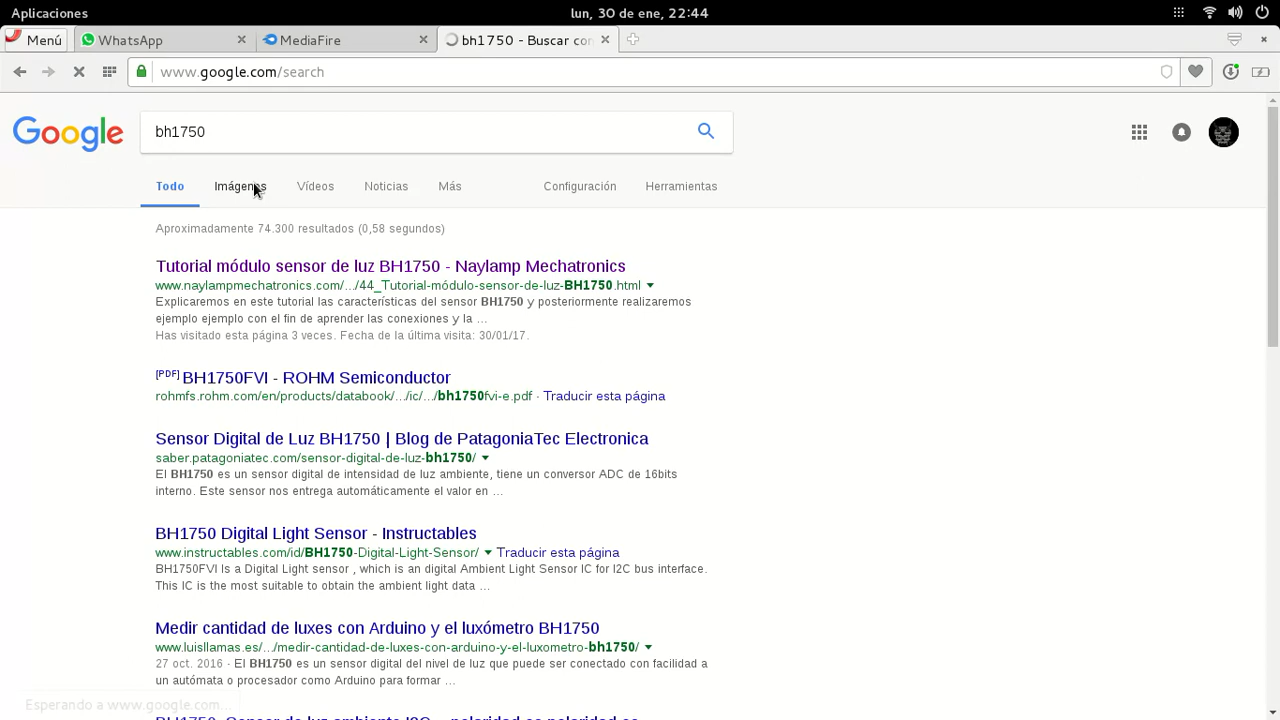 Aplicaciones
lun, 30 de ene, 22:44
Menú
WhatsApp
MediaFire
bh1750 - Buscar con
www.google.com/search
Google
bh1750
Todo Imágenes Vídeos Noticias Más Configuración Herramientas
Aproximadamente 74.300 resultados (0,58 segundos)
Tutorial módulo sensor de luz BH1750 - Naylamp Mechatronics
www.naylampmechatronics.com/.../44_Tutorial-módulo-sensor-de-luz-BH1750.html
Explicaremos en este tutorial las características del sensor BH1750 y posteriormente realizaremos
ejemplo ejemplo con el fin de aprender las conexiones y la ...
Has visitado esta página 3 veces. Fecha de la última visita: 30/01/17.
[PDF] BH1750FVI - ROHM Semiconductor
rohmfs.rohm.com/en/products/databook/.../ic/.../bh1750fvi-e.pdf · Traducir esta página
Sensor Digital de Luz BH1750 | Blog de PatagoniaTec Electronica
saber.patagoniatec.com/sensor-digital-de-luz-bh1750/
El BH1750 es un sensor digital de intensidad de luz ambiente, tiene un conversor ADC de 16bits
interno. Este sensor nos entrega automáticamente el valor en ...
BH1750 Digital Light Sensor - Instructables
www.instructables.com/id/BH1750-Digital-Light-Sensor/ Traducir esta página
BH1750FVI Is a Digital Light sensor , which is an digital Ambient Light Sensor IC for I2C bus interface.
This IC is the most suitable to obtain the ambient light data ...
Medir cantidad de luxes con Arduino y el luxómetro BH1750
www.luisllamas.es/.../medir-cantidad-de-luxes-con-arduino-y-el-luxometro-bh1750/
27 oct. 2016 - El BH1750 es un sensor digital del nivel de luz que puede ser conectado con facilidad a
un autómata o procesador como Arduino para formar ...
Esperando a www.google.com...